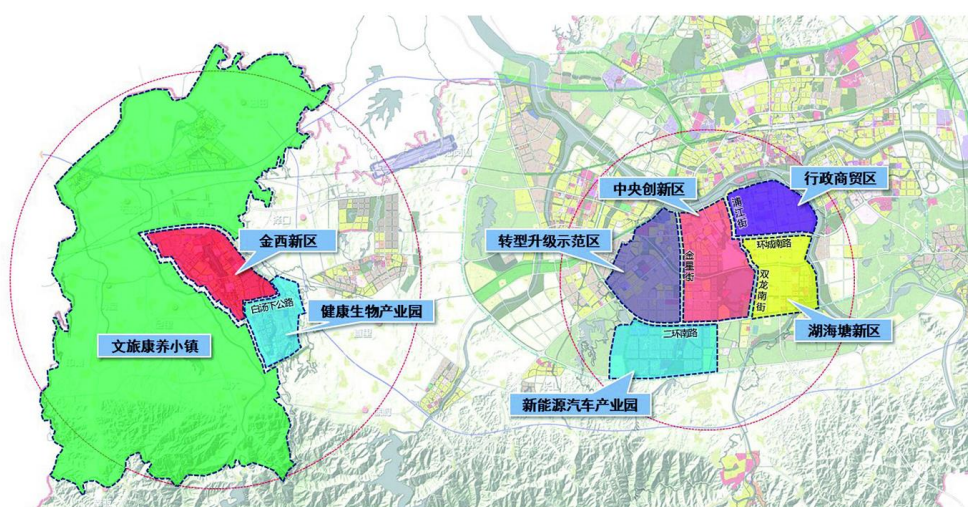 中央创新区
行政商贸区
浦江街
金西新区
转型升级示范区
金星街
环城南路
双龙南街
白汤下公路
健康生物产业园
文旅康养小镇
二环南路
湖海塘新区
新能源汽车产业园